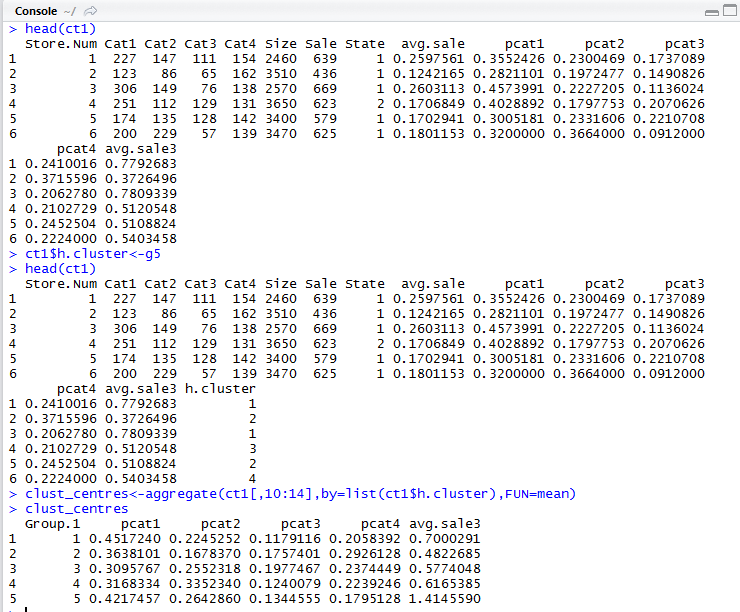 Console ~/
> head(ct1)
Store.Num Cat1 Cat2 Cat3 Cat4 Size Sale State avg.sale pcat1 pcat2 pcat3
1 1 227 147 111 154 2460 639 1 0.2597561 0.3552426 0.2300469 0.1737089
2 2 123 86 65 162 3510 436 1 0.1242165 0.2821101 0.1972477 0.1490826
3 3 306 149 76 138 2570 669 1 0.2603113 0.4573991 0.2227205 0.1136024
4 4 251 112 129 131 3650 623 2 0.1706849 0.4028892 0.1797753 0.2070626
5 5 174 135 128 142 3400 579 1 0.1702941 0.3005181 0.2331606 0.2210708
6 6 200 229 57 139 3470 625 1 0.1801153 0.3200000 0.3664000 0.0912000
pcat4 avg.sale3
1 0.2410016 0.7792683
2 0.3715596 0.3726496
3 0.2062780 0.7809339
4 0.2102729 0.5120548
5 0.2452504 0.5108824
6 0.2224000 0.5403458
> ct1$h.cluster<-g5
> head(ct1)
Store.Num Cat1 Cat2 Cat3 Cat4 Size Sale State avg.sale pcat1 pcat2 pcat3
1 1 227 147 111 154 2460 639 1 0.2597561 0.3552426 0.2300469 0.1737089
2 2 123 86 65 162 3510 436 1 0.1242165 0.2821101 0.1972477 0.1490826
3 3 306 149 76 138 2570 669 1 0.2603113 0.4573991 0.2227205 0.1136024
4 4 251 112 129 131 3650 623 2 0.1706849 0.4028892 0.1797753 0.2070626
5 5 174 135 128 142 3400 579 1 0.1702941 0.3005181 0.2331606 0.2210708
6 6 200 229 57 139 3470 625 1 0.1801153 0.3200000 0.3664000 0.0912000
pcat4 avg.sale3 h.cluster
1 0.2410016 0.7792683 1
2 0.3715596 0.3726496 2
3 0.2062780 0.7809339 1
4 0.2102729 0.5120548 3
5 0.2452504 0.5108824 2
6 0.2224000 0.5403458 4
> clust_centres<-aggregate(ct1[,10:14],by=list(ct1$h.cluster),FUN=mean)
> clust_centres
Group.1 pcat1 pcat2 pcat3 pcat4 avg.sale3
1 1 0.4517240 0.2245252 0.1179116 0.2058392 0.7000291
2 2 0.3638101 0.1678370 0.1757401 0.2926128 0.4822685
3 3 0.3095767 0.2552318 0.1977467 0.2374449 0.5774048
4 4 0.3168334 0.3352340 0.1240079 0.2239246 0.6165385
5 5 0.4217457 0.2642860 0.1344555 0.1795128 1.4145590